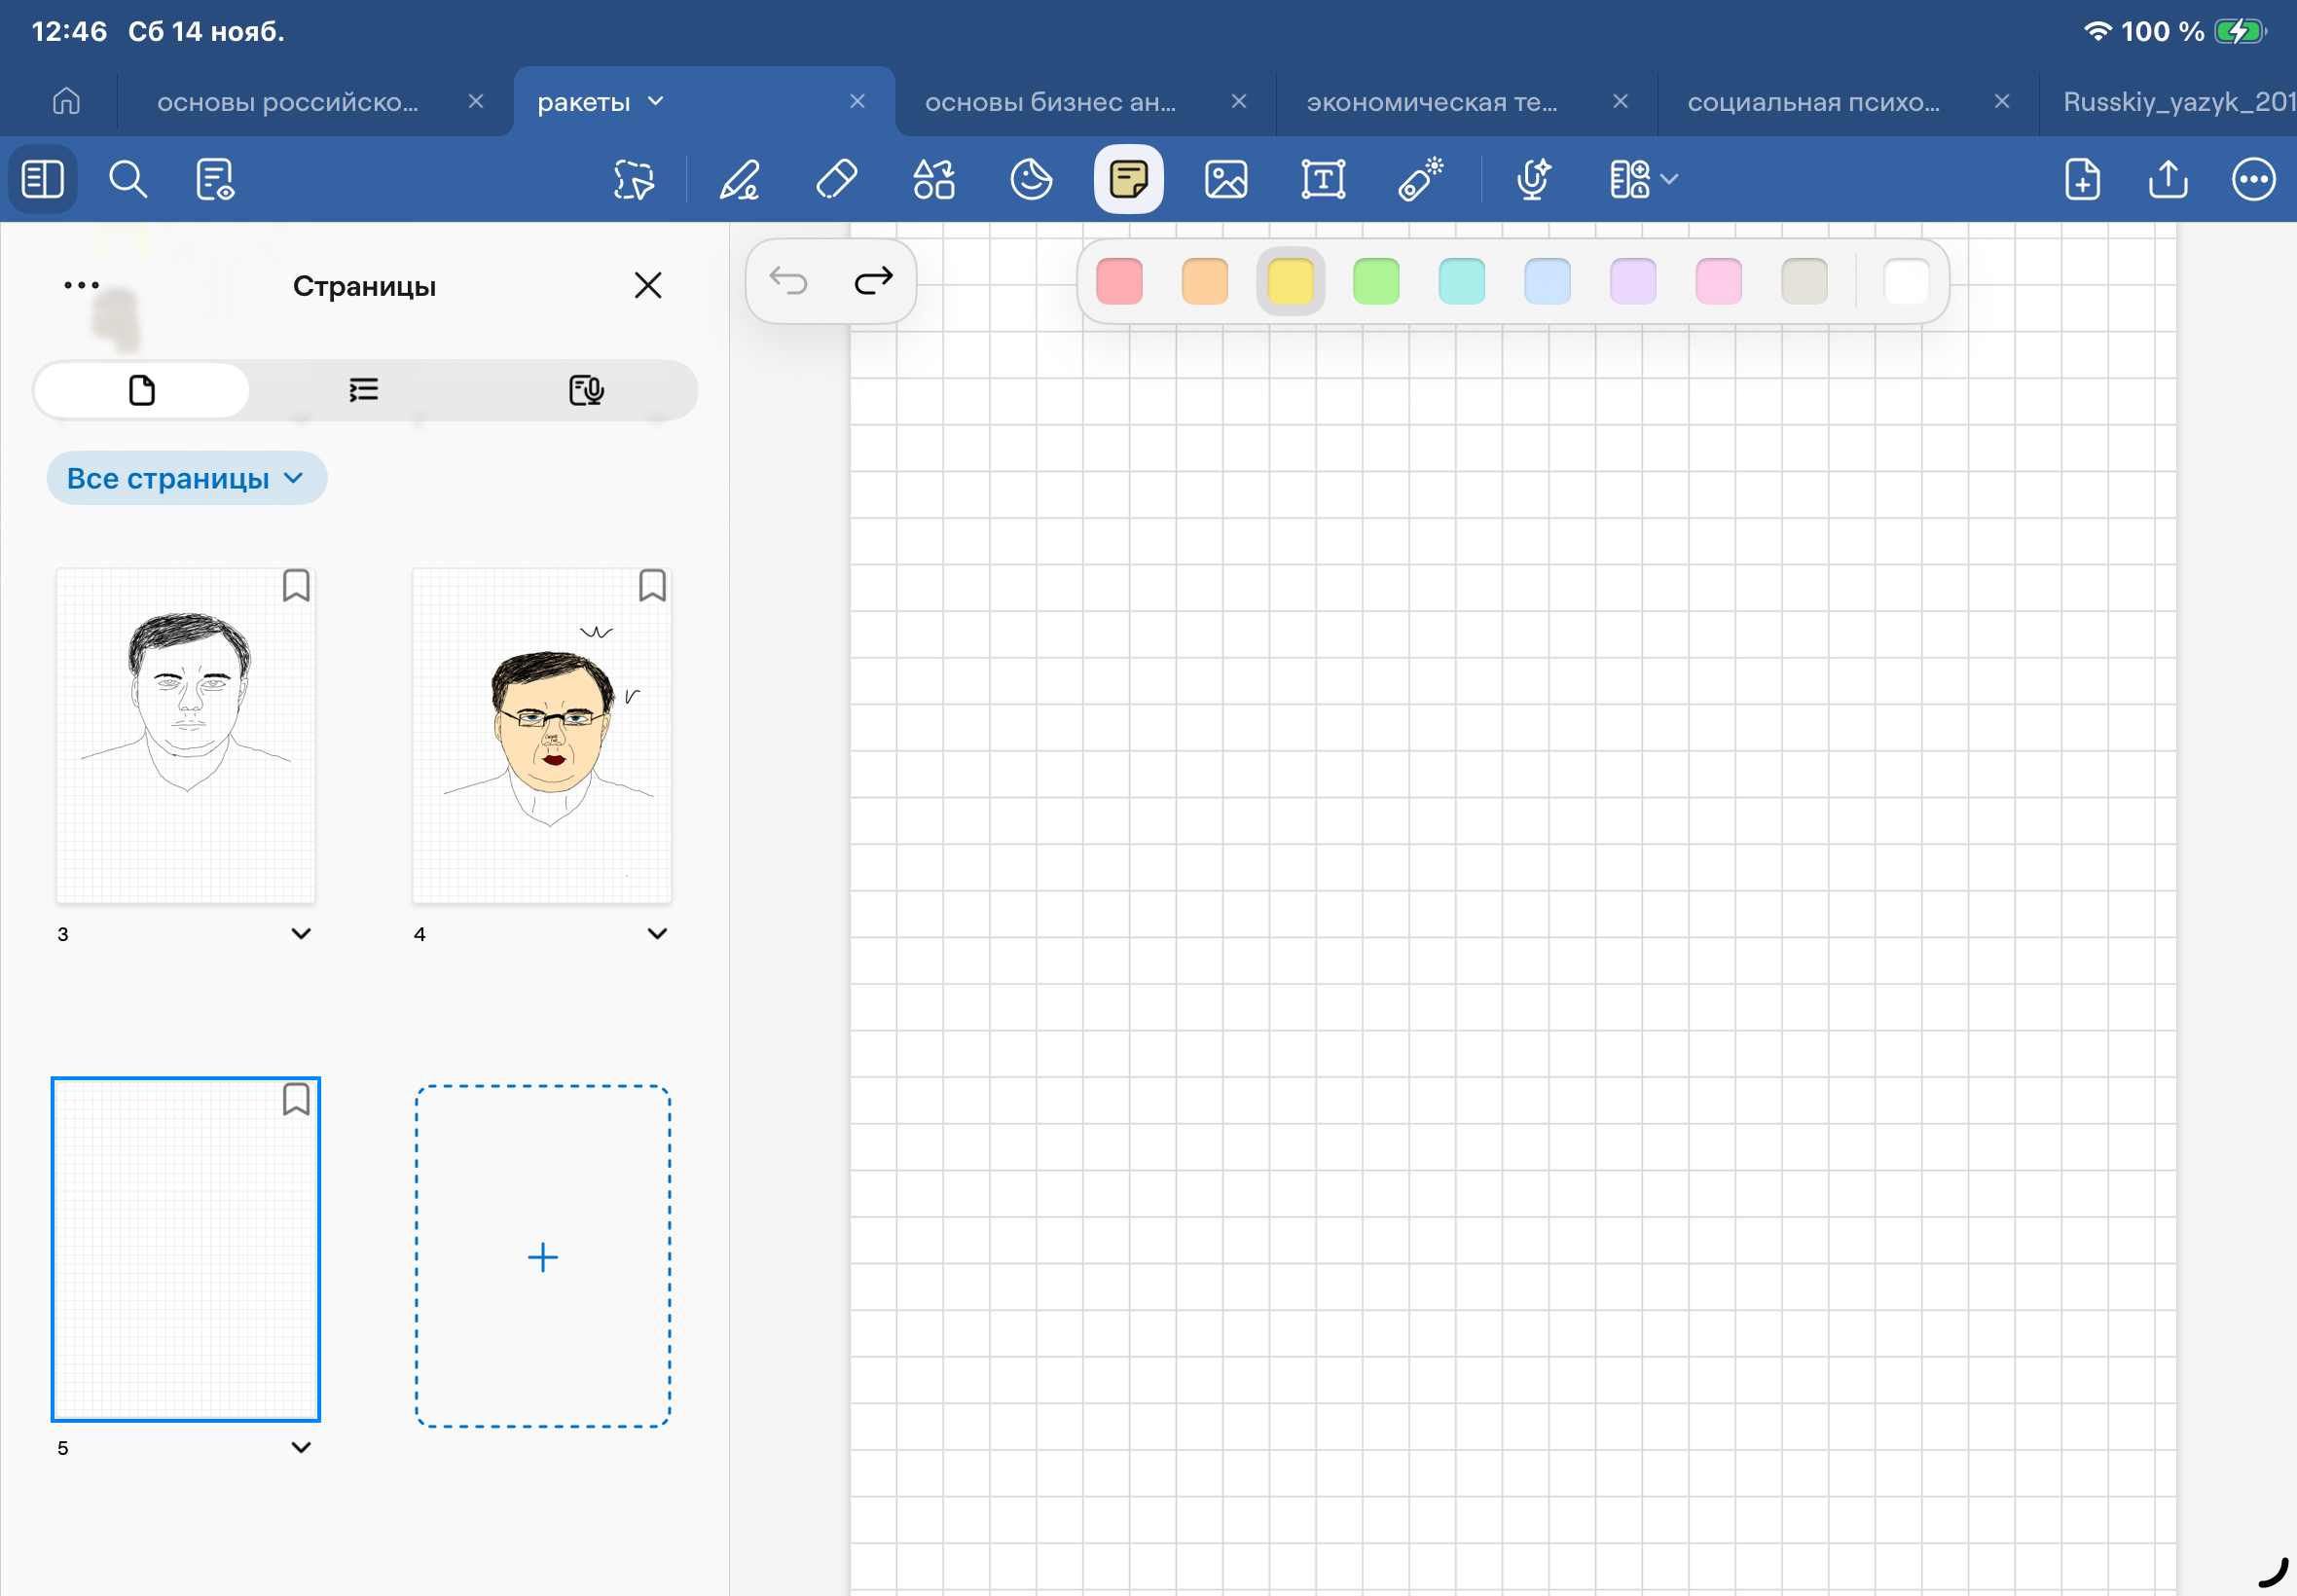 12:46 Сб 14 нояб. 100 %
основы российско... ракеты основы бизнес ан... экономическая те... социальная психо... Russkiy_yazyk_201
Страницы
Все страницы
3 4
5